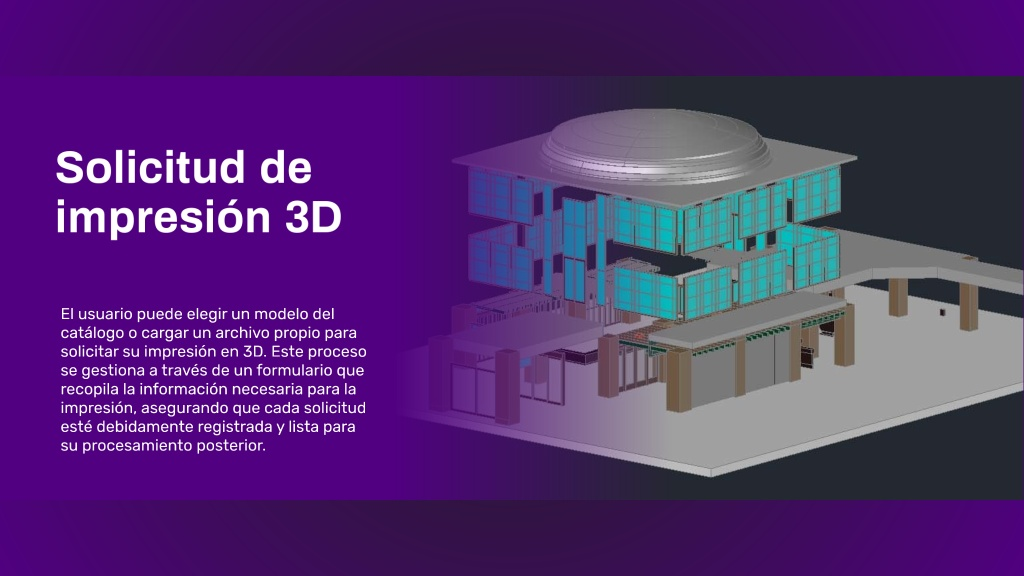 Solicitud de
impresión 3D
El usuario puede elegir un modelo del
catálogo o cargar un archivo propio para
solicitar su impresión en 3D. Este proceso
se gestiona a través de un formulario que
recopila la información necesaria para la
impresión, asegurando que cada solicitud
esté debidamente registrada y lista para
su procesamiento posterior.